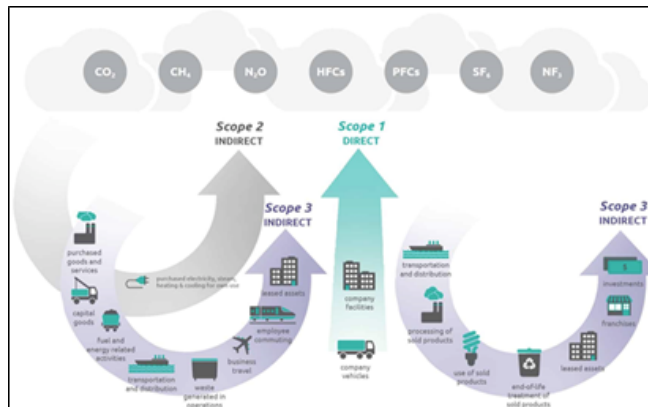 CO₂ CH₄ N₂O HFCs PFCs SF₆ NF₃
Scope 2
INDIRECT
Scope 1
DIRECT
Scope 3
INDIRECT
Scope 3
INDIRECT
purchased
goods and
services
capital
goods
fuel and
energy related
activities
transportation
and distribution
waste
generated in
operations
business
travel
employee
commuting
leased assets
purchased electricity, steam,
heating & cooling for own use
company
facilities
company
vehicles
transportation
and distribution
processing of
sold products
use of sold
products
end-of-life
treatment of
sold products
leased assets
franchises
investments